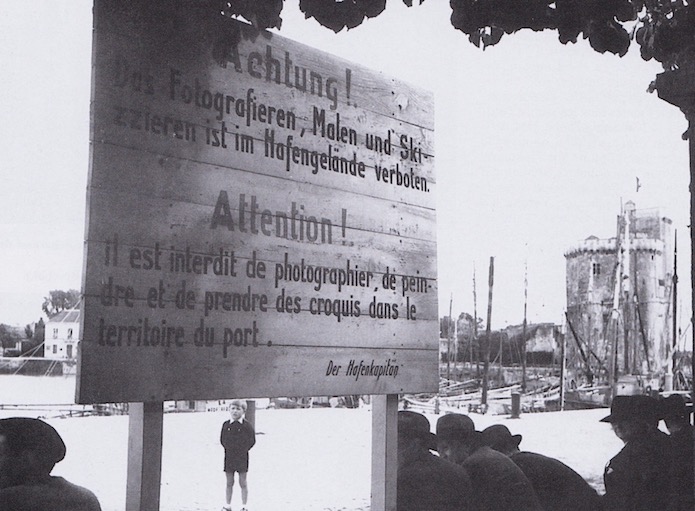 Achtung!
Das Fotografieren, Malen und Ski-
zzieren ist im Hafengelände verboten.
Attention!
il est interdit de photographier, de pein-
dre et de prendre des croquis dans le
territoire du port.
Der Hafenkapitän